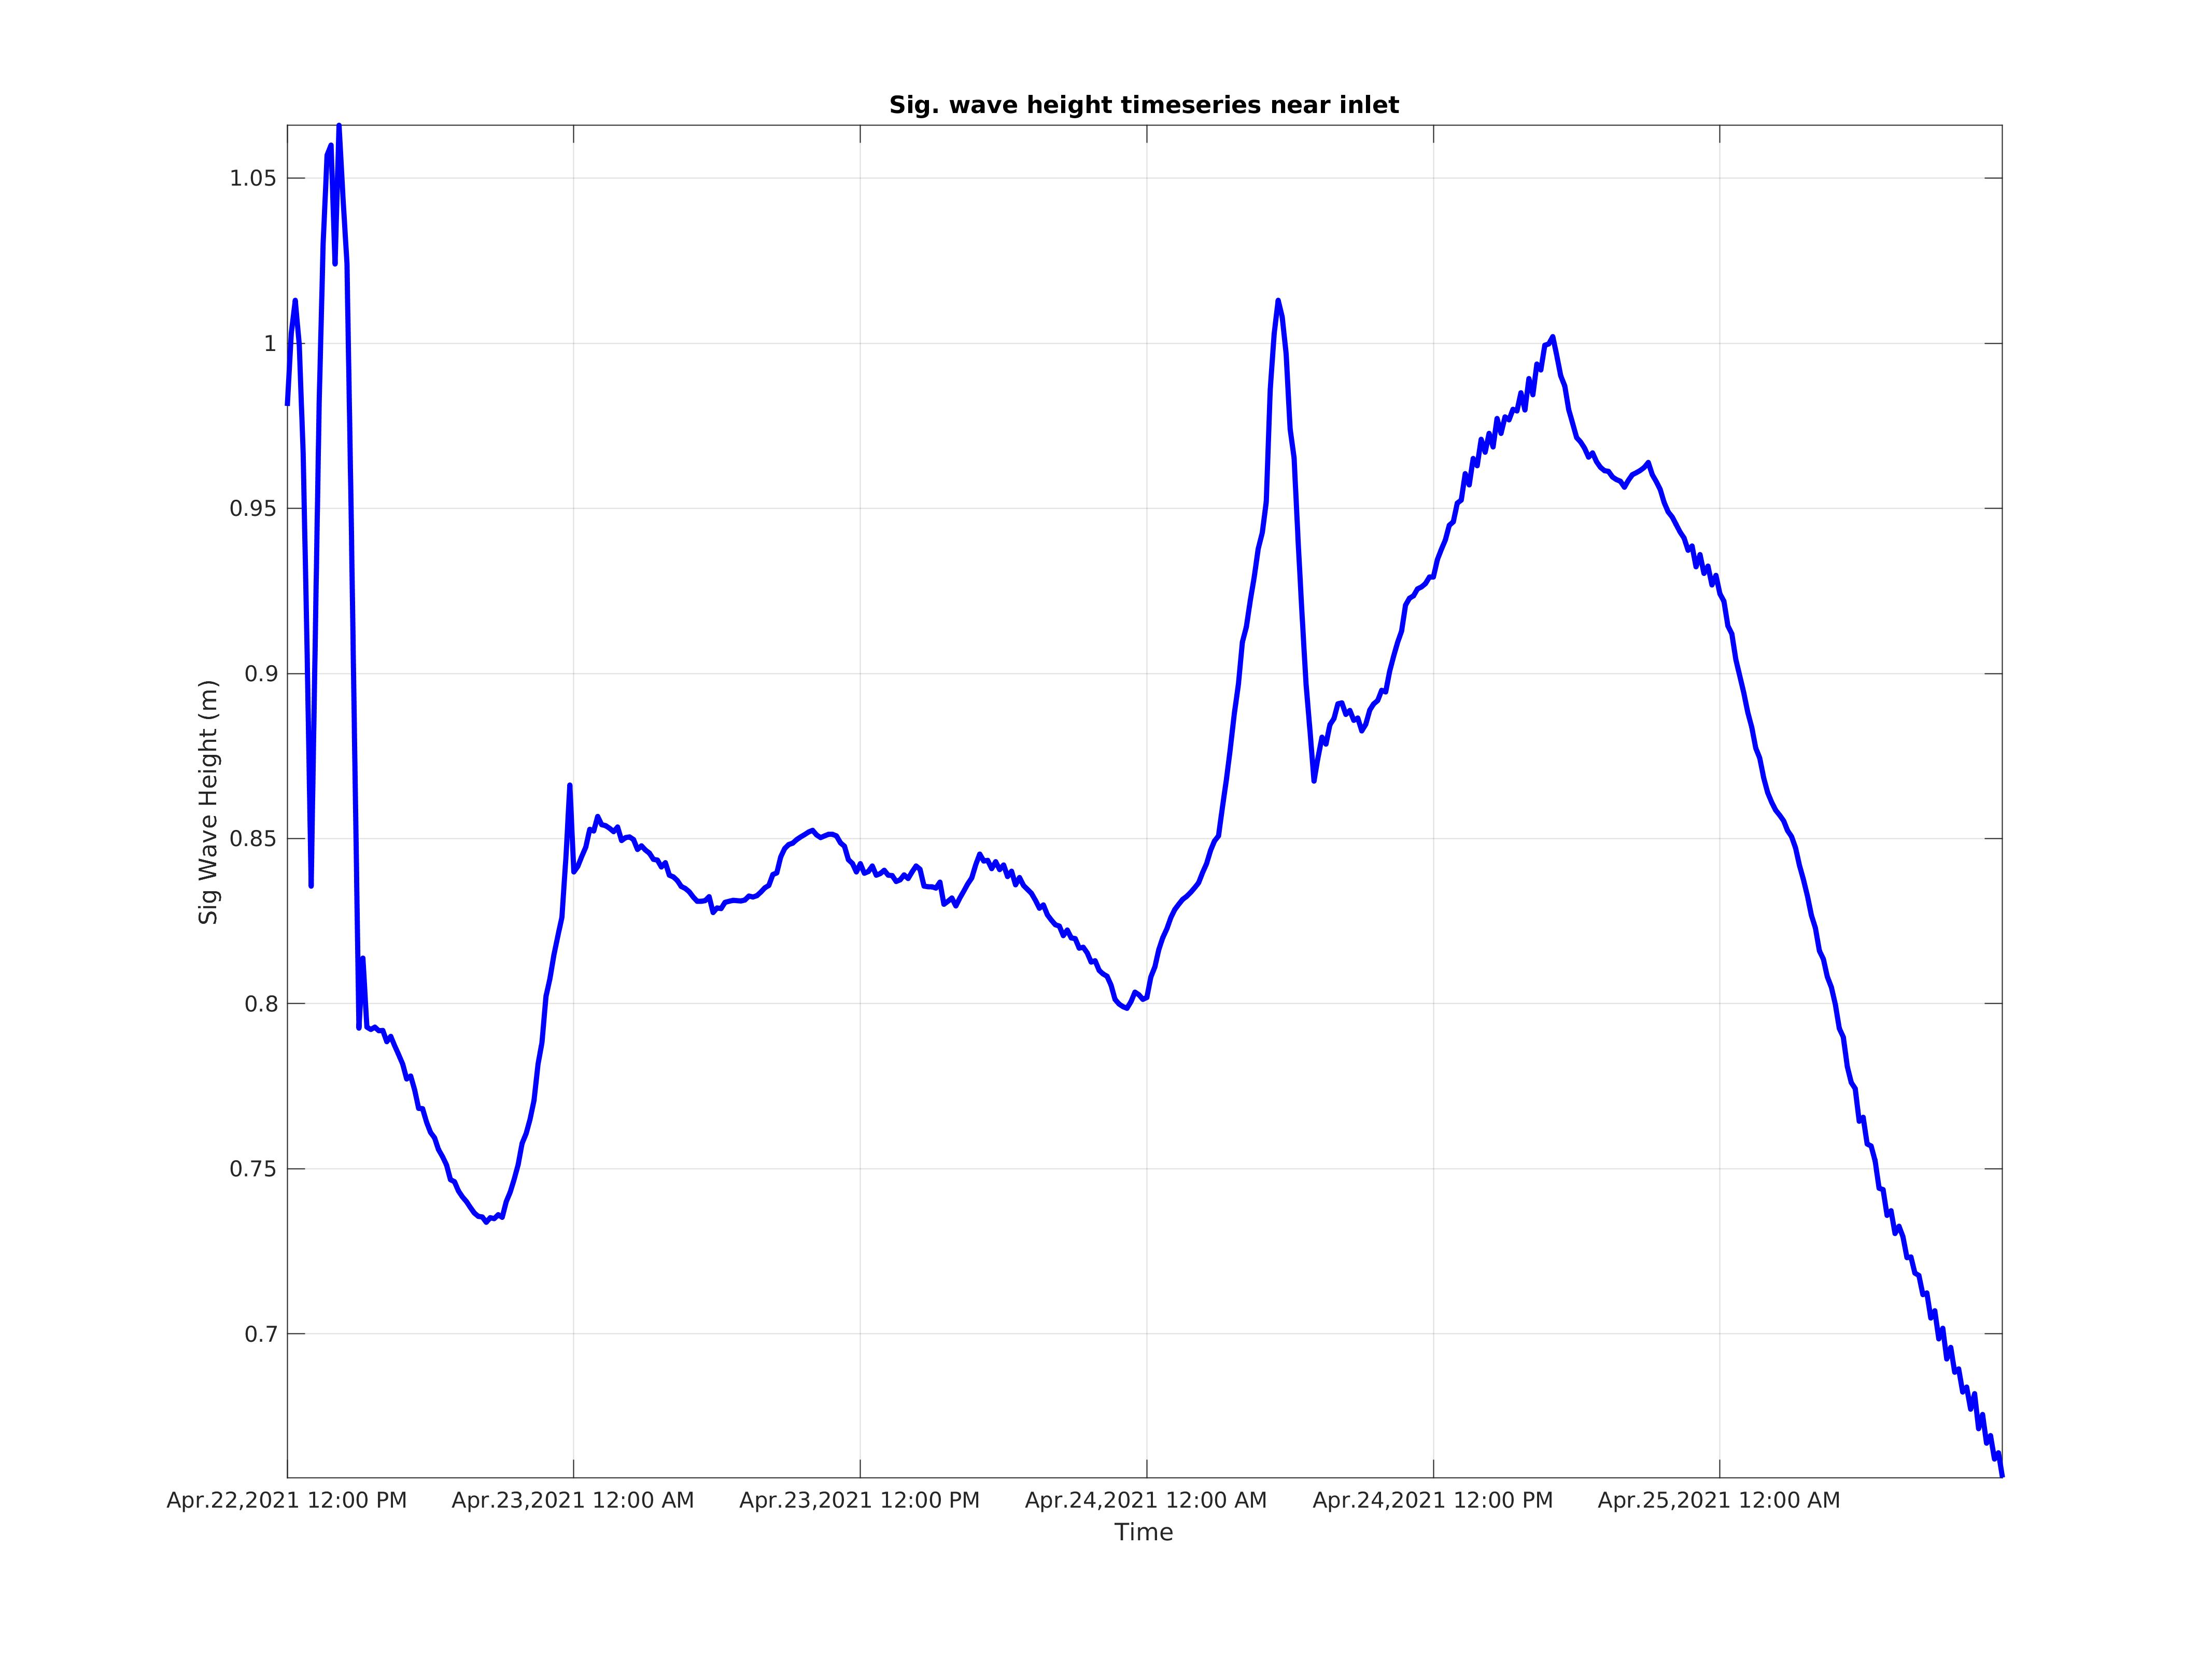 Sig. wave height timeseries near inlet
1.05
1
0.95
0.9
0.85
0.8
0.75
0.7
Sig Wave Height (m)
Apr.22,2021 12:00 PM Apr.23,2021 12:00 AM Apr.23,2021 12:00 PM Apr.24,2021 12:00 AM Apr.24,2021 12:00 PM Apr.25,2021 12:00 AM
Time